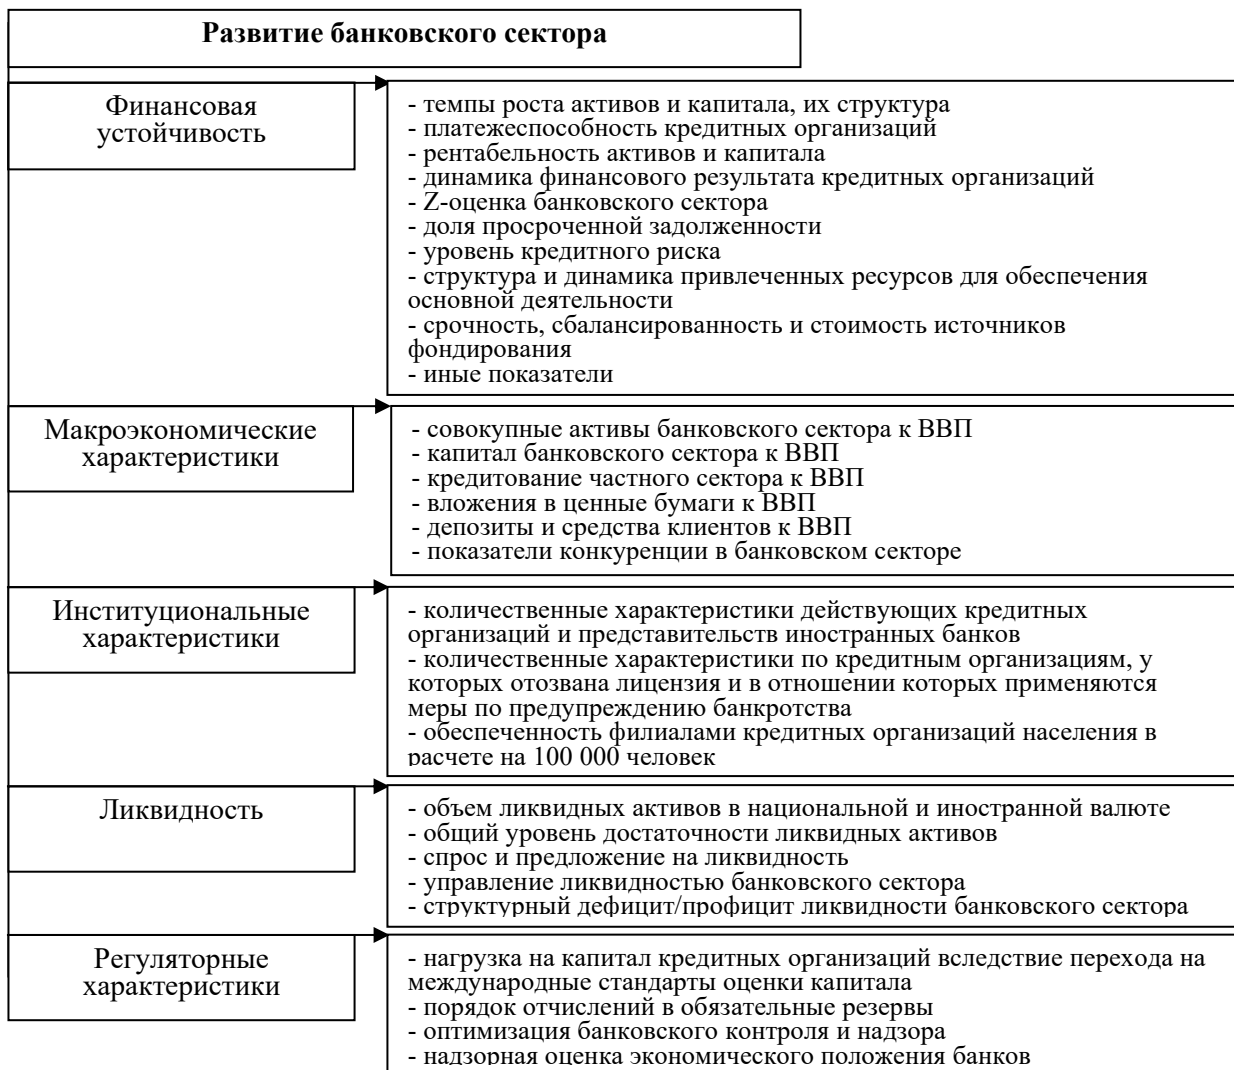 Развитие банковского сектора
Финансовая
устойчивость
- темпы роста активов и капитала, их структура
- платежеспособность кредитных организаций
- рентабельность активов и капитала
- динамика финансового результата кредитных организаций
- Z-оценка банковского сектора
- доля просроченной задолженности
- уровень кредитного риска
- структура и динамика привлеченных ресурсов для обеспечения
основной деятельности
- срочность, сбалансированность и стоимость источников
фондирования
- иные показатели
Макроэкономические
характеристики
- совокупные активы банковского сектора к ВВП
- капитал банковского сектора к ВВП
- кредитование частного сектора к ВВП
- вложения в ценные бумаги к ВВП
- депозиты и средства клиентов к ВВП
- показатели конкуренции в банковском секторе
Институциональные
характеристики
- количественные характеристики действующих кредитных
организаций и представительств иностранных банков
- количественные характеристики по кредитным организациям, у
которых отозвана лицензия и в отношении которых применяются
меры по предупреждению банкротства
- обеспеченность филиалами кредитных организаций населения в
расчете на 100 000 человек
Ликвидность
- объем ликвидных активов в национальной и иностранной валюте
- общий уровень достаточности ликвидных активов
- спрос и предложение на ликвидность
- управление ликвидностью банковского сектора
- структурный дефицит/профицит ликвидности банковского сектора
Регуляторные
характеристики
- нагрузка на капитал кредитных организаций вследствие перехода на
международные стандарты оценки капитала
- порядок отчислений в обязательные резервы
- оптимизация банковского контроля и надзора
- надзорная оценка экономического положения банков